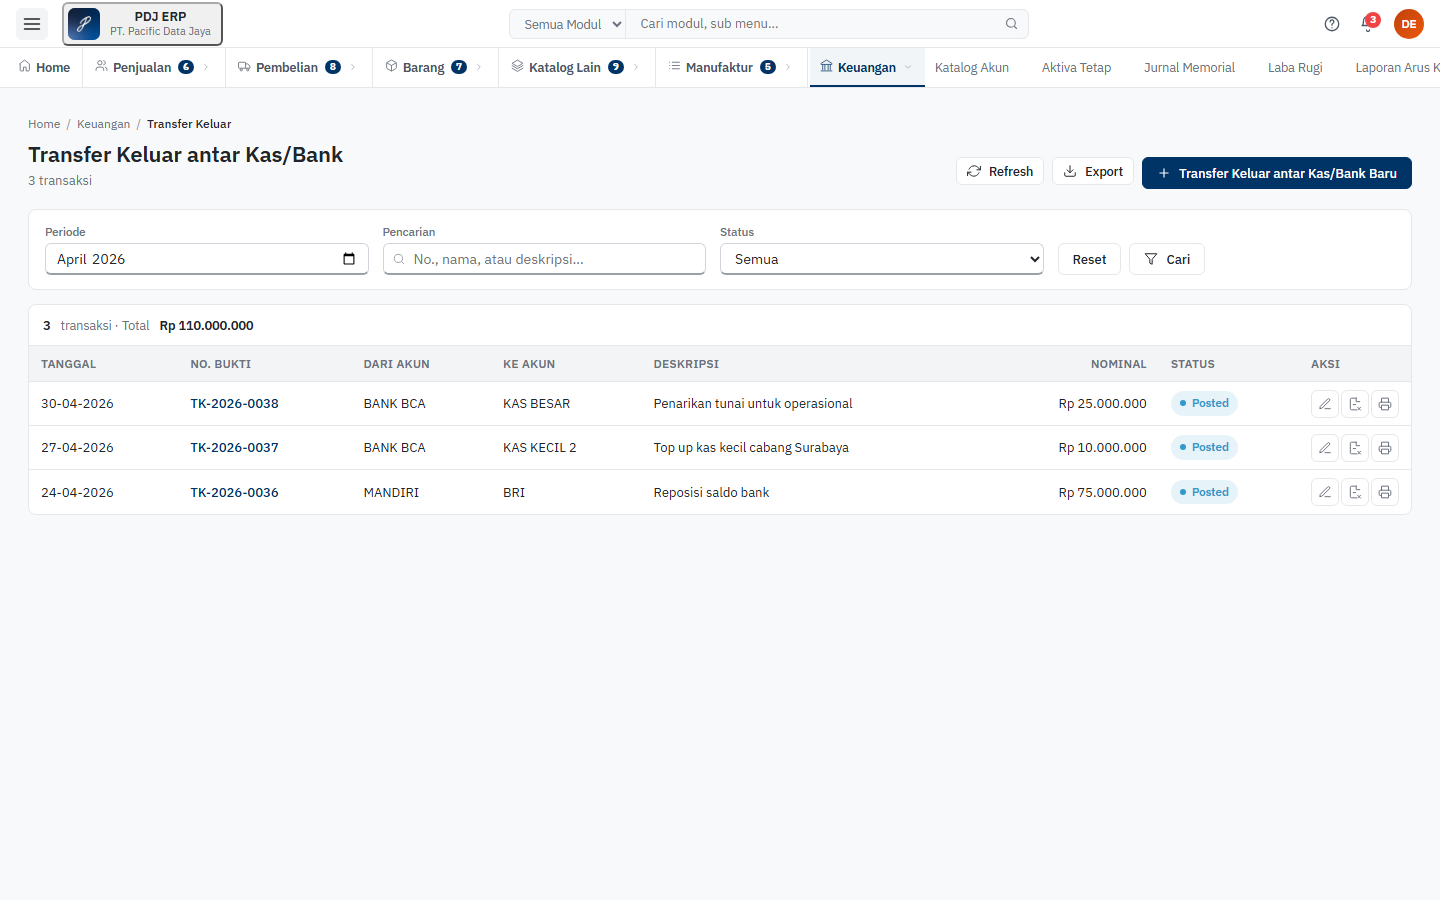 PDJ ERP
PT. Pacific Data Jaya
Semua Modul
Cari modul, sub menu...
3
DE
Home
Penjualan 6
Pembelian 8
Barang 7
Katalog Lain 9
Manufaktur 5
Keuangan
Katalog Akun
Aktiva Tetap
Jurnal Memorial
Laba Rugi
Laporan Arus K
Home / Keuangan / Transfer Keluar
Transfer Keluar antar Kas/Bank
3 transaksi
Refresh
Export
Transfer Keluar antar Kas/Bank Baru
Periode
April 2026
Pencarian
No., nama, atau deskripsi...
Status
Semua
Reset
Cari
3 transaksi · Total Rp 110.000.000
TANGGAL NO. BUKTI DARI AKUN KE AKUN DESKRIPSI NOMINAL STATUS AKSI
30-04-2026 TK-2026-0038 BANK BCA KAS BESAR Penarikan tunai untuk operasional Rp 25.000.000 Posted
27-04-2026 TK-2026-0037 BANK BCA KAS KECIL 2 Top up kas kecil cabang Surabaya Rp 10.000.000 Posted
24-04-2026 TK-2026-0036 MANDIRI BRI Reposisi saldo bank Rp 75.000.000 Posted